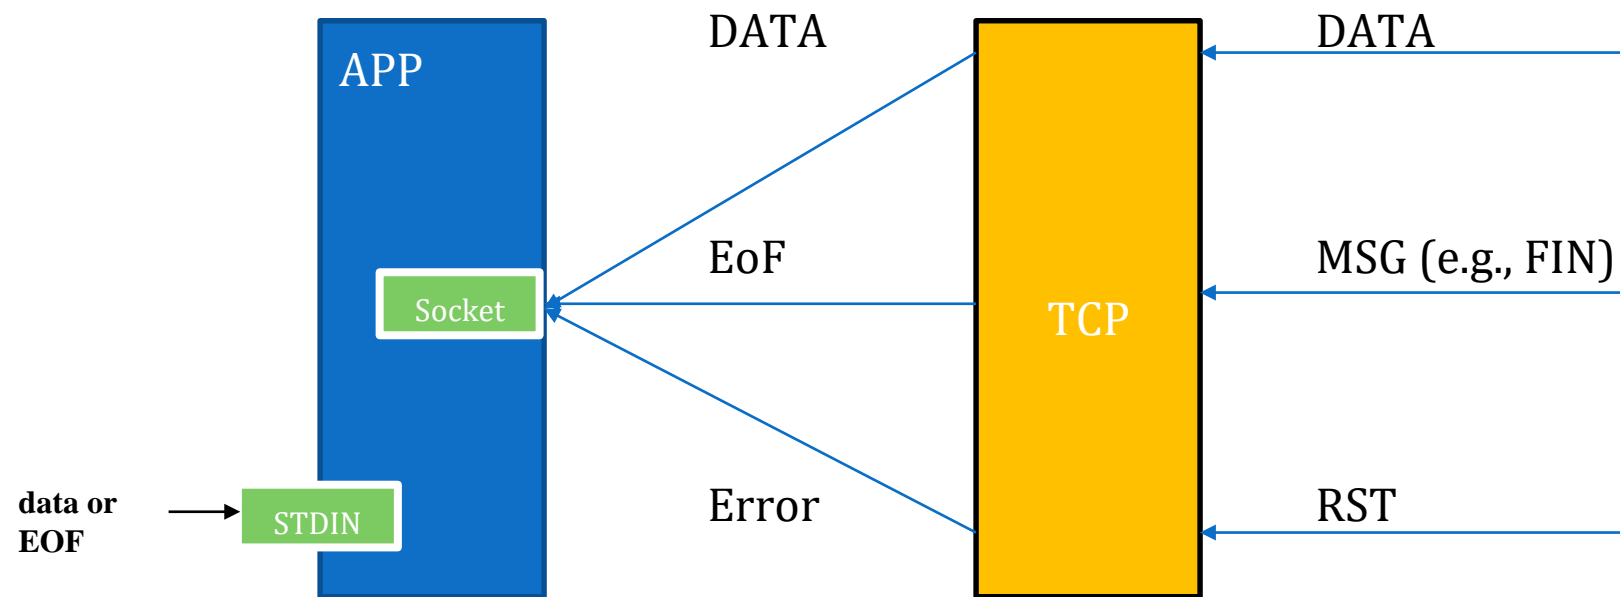 DATA
DATA
APP
EoF
MSG (e.g., FIN)
Socket
TCP
data or
EOF
STDIN
Error
RST